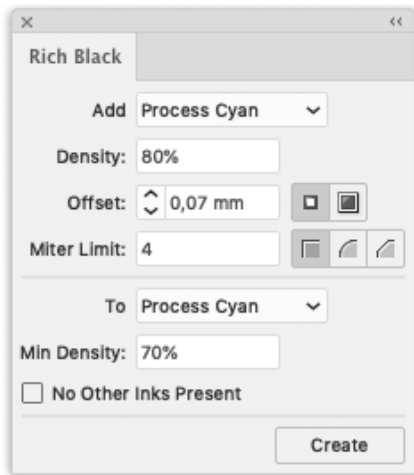 Rich Black
Add Process Cyan
Density: 80%
Offset: 0,07 mm
Miter Limit: 4
To Process Cyan
Min Density: 70%
No Other Inks Present
Create